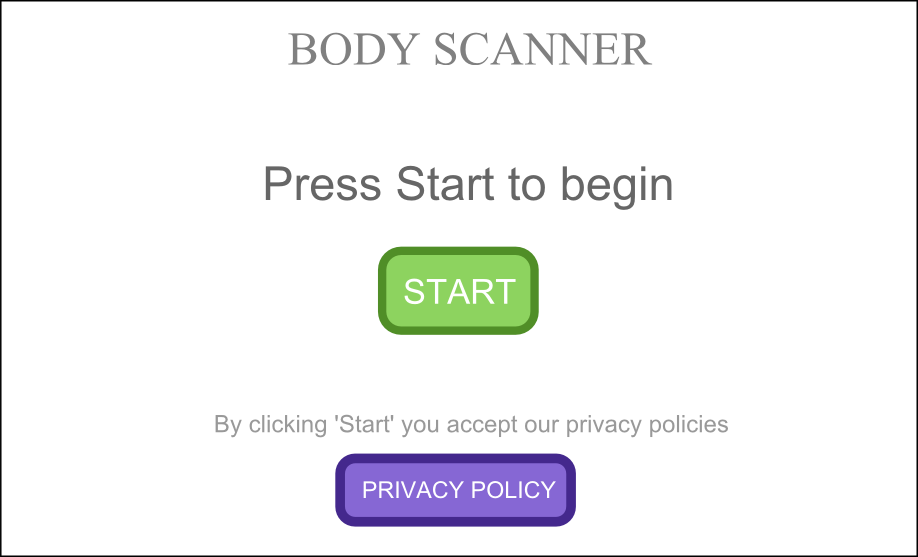 BODY SCANNER
Press Start to begin
START
By clicking 'Start' you accept our privacy policies
PRIVACY POLICY